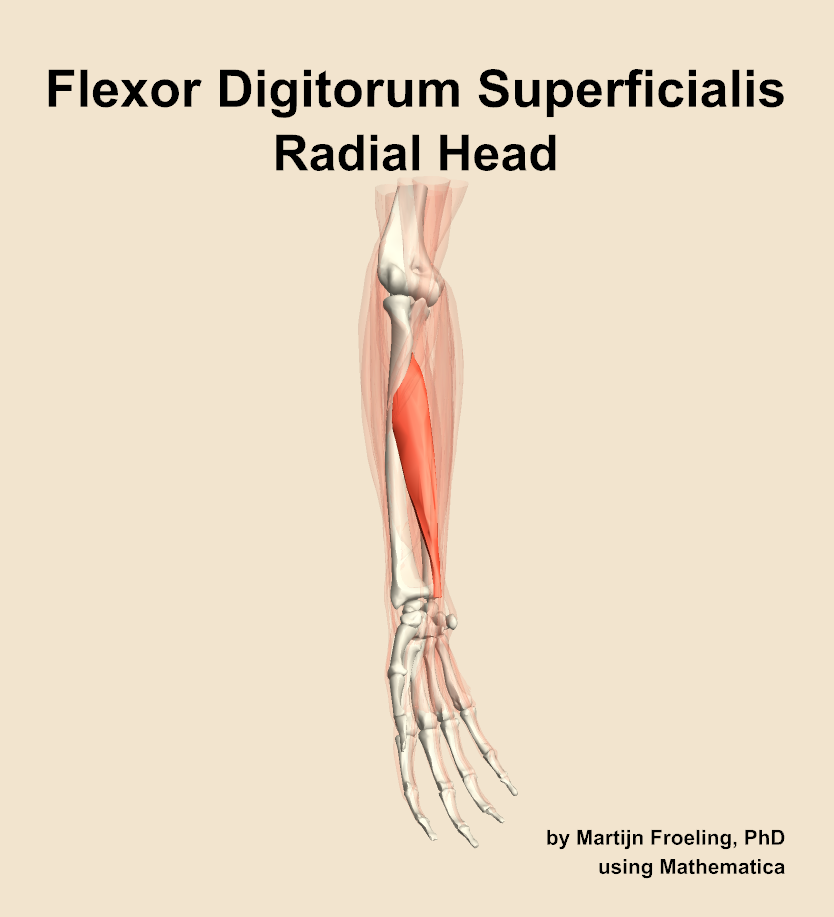 Flexor Digitorum Superficialis
Radial Head
by Martijn Froeling, PhD
using Mathematica